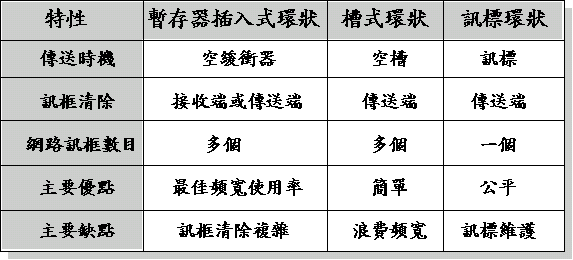 特性 暫存器插入式環狀 槽式環狀 訊標環狀
傳送時機 空緩衝器 空槽 訊標
訊框清除 接收端或傳送端 傳送端 傳送端
網路訊框數目 多個 多個 一個
主要優點 最佳頻寬使用率 簡單 公平
主要缺點 訊框清除複雜 浪費頻寬 訊標維護